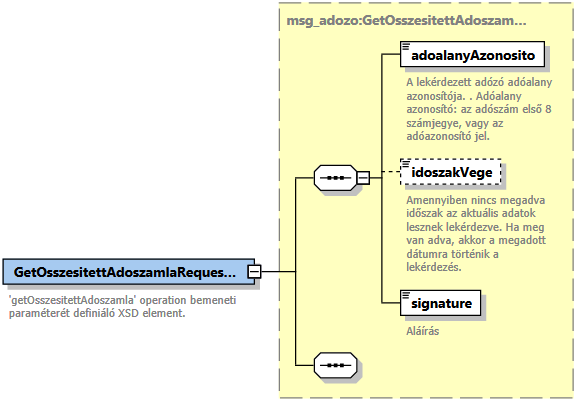 msg_adozo:GetOsszesitettAdoszam...
adoalanyAzonosito
A lekérdezett adózó adóalany
azonosítója. . Adóalany
azonosító: az adószám első 8
számjegye, vagy az
adóazonosító jel.
idoszakVege
Amennyiben nincs megadva
időszak az aktuális adatok
lesznek lekérdezve. Ha meg
van adva, akkor a megadott
dátumra történik a
lekérdezés.
GetOsszesitettAdoszamlaReques...
'getOsszesitettAdoszamla' operation bemeneti
paraméterét definiáló XSD element.
signature
Aláírás